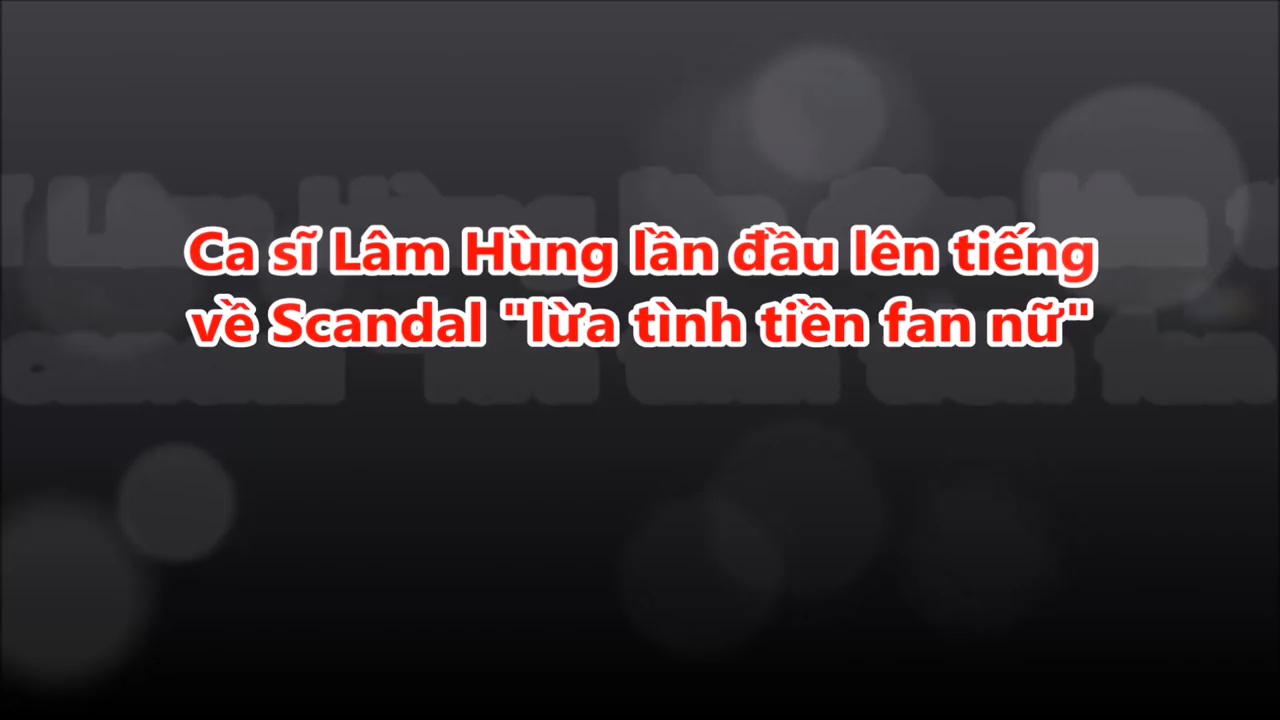 Ca sĩ Lâm Hùng lần đầu lên tiếng
về Scandal "lừa tình tiền fan nữ"